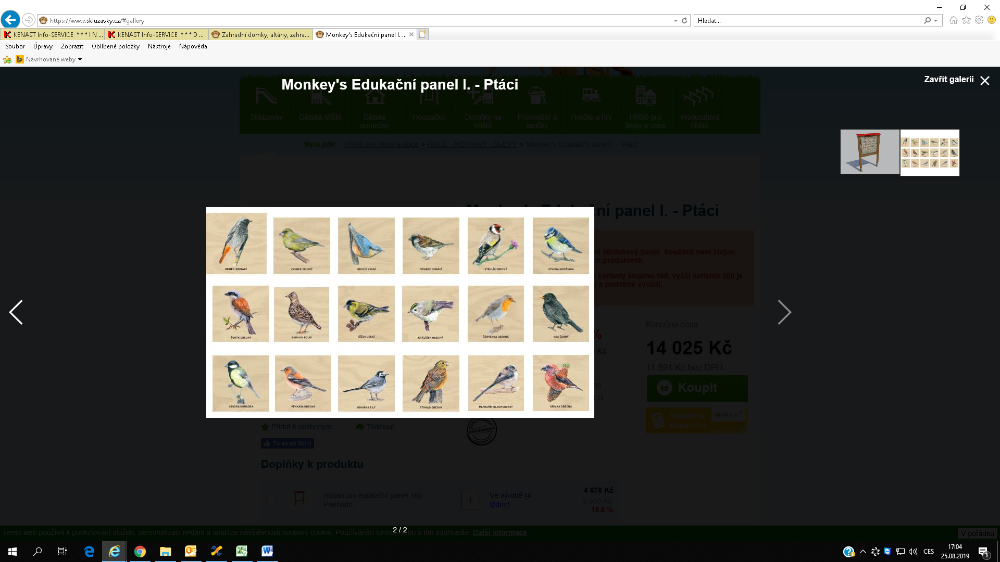 https://www.skluzavky.cz/#gallery
Hledat...
KENAST Info-SERVICE * * * I N ...
KENAST Info-SERVICE * * * D ...
Zahradní domky, altány, zahra...
Monkey's Edukační panel I. ...
Soubor Úpravy Zobrazit Oblíbené položky Nástroje Nápověda
Navrhované weby
Monkey's Edukační panel I. - Ptáci
Zavřít galerii
Skluzavky
Dětská hřiště
Dětské domečky
Houpačky
Doplňky na hřiště
Pískoviště a lavičky
Hračky a hry
Hřiště pro školy a obce
Workoutová hřiště
Nyní jste: Hřiště pro školy a obce » AKCE - NOVINKY - SLEVY » Monkey's Edukační panel I. - Ptáci
ní panel I. - Ptáci
obrázkový panel. Součástí není stojan.
ch produktech.
varianty stojanu 160, vyšší varianta 200 je
a podobné využití.
REHEK DOMÁCÍ
ZVONEK ZELENÝ
BRHLÍK LESNÍ
VRABEC DOMÁCÍ
STEHLÍK OBECNÝ
SÝKORA MODŘINKA
ŤUHÝK OBECNÝ
SKŘIVAN POLNÍ
ČÍŽEK LESNÍ
KRÁLÍČEK OBECNÝ
ČERVENKA OBECNÁ
KOS ČERNÝ
SÝKORA KOŇADRA
PĚNKAVA OBECNÁ
KONIPAS BÍLÝ
STRNAD OBECNÝ
MLYNAŘÍK DLOUHOOCASÝ
KŘIVKA OBECNÁ
%
Kč
Konečná cena
14 025 Kč
11 591 Kč bez DPH
Koupit
Splátková
kalkulačka
Přidat k oblíbeným
Tisknout
CERTIFIKOVANÁ
To se mi líbí 0
Doplňky k produktu
Stojan pro edukační panel 160 -
Premium
1
Ve výrobě (4
týdny)
4 675 Kč
5 500 Kč/
15,0 %
2 / 2
Tento web používá k poskytování služeb, personalizaci reklam a analýze návštěvnosti soubory cookie. Používáním tohoto webu s tím souhlasíte. Další informace
V pořádku
CES
17:04
25.08.2019
1